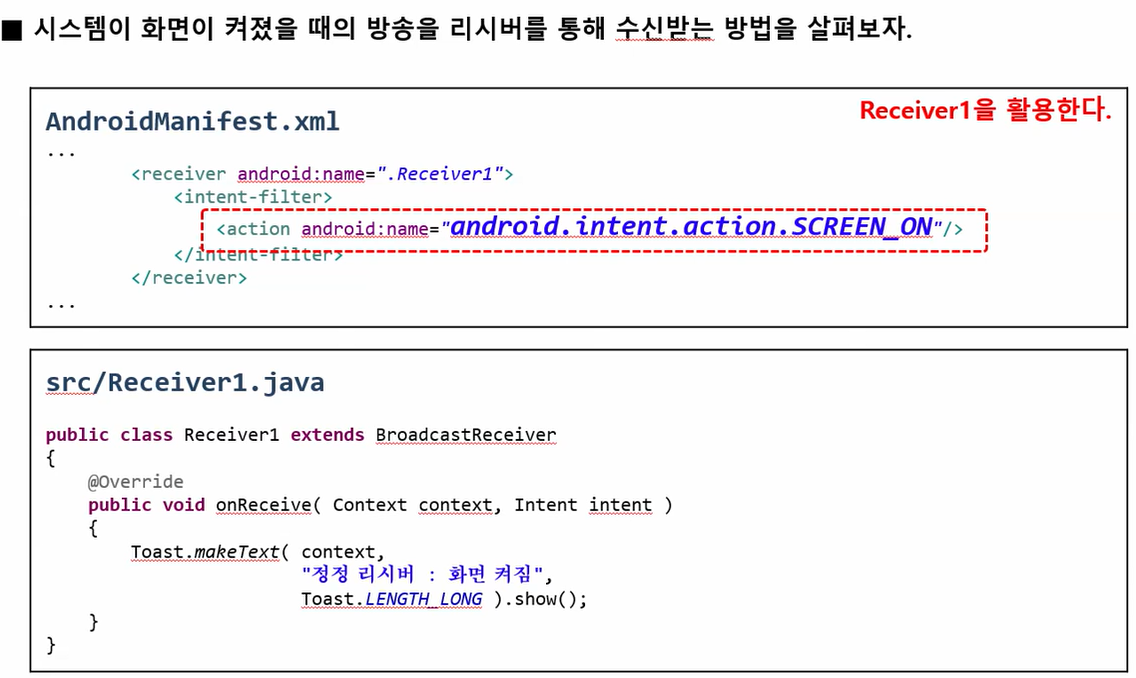 ■ 시스템이 화면이 켜졌을 때의 방송을 리시버를 통해 수신받는 방법을 살펴보자.
Receiver1을 활용한다.
AndroidManifest.xml
...
<receiver android:name=".Receiver1">
<intent-filter>
<action android:name="android.intent.action.SCREEN_ON"/>
</intent-filter>
</receiver>
...
src/Receiver1.java
public class Receiver1 extends BroadcastReceiver
{
@Override
public void onReceive( Context context, Intent intent )
{
Toast.makeText( context,
"정정 리시버 : 화면 켜짐",
Toast.LENGTH_LONG ).show();
}
}